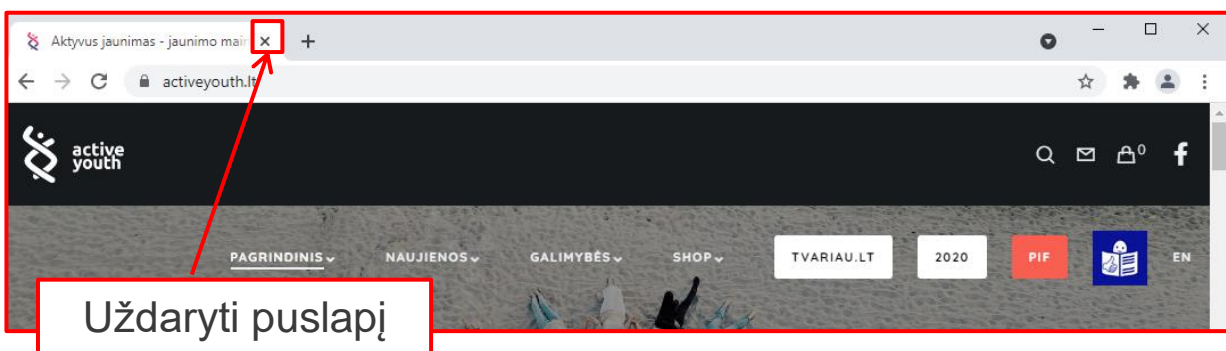 Aktyvus jaunimas - jaunimo mair
activeyouth.lt
active
youth
0
PAGRINDINIS NAUJIENOS GALIMYBĖS SHOP TVARIAU.LT 2020 PIF EN
Uždaryti puslapį